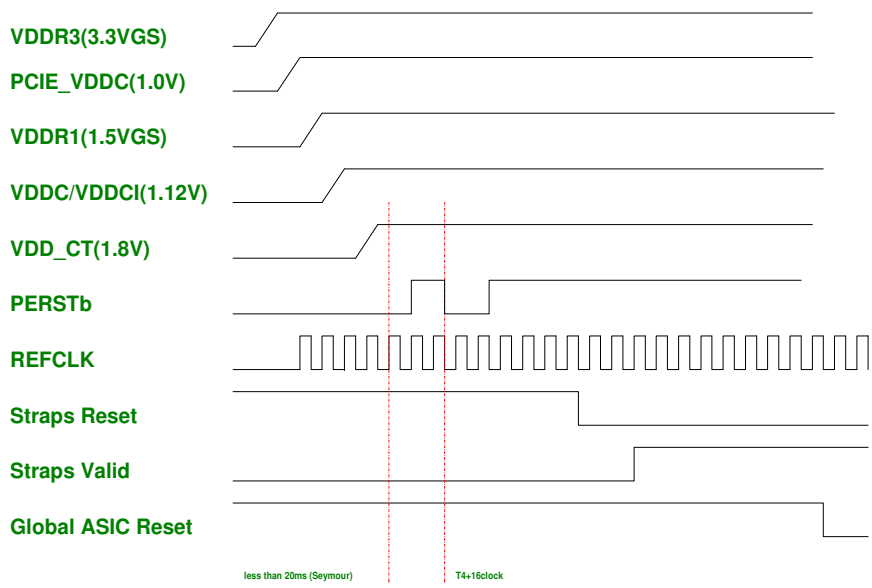 VDDR3(3.3VGS)
PCIE_VDDC(1.0V)
VDDR1(1.5VGS)
VDDC/VDDCI(1.12V)
VDD_CT(1.8V)
PERSTb
REFCLK
Straps Reset
Straps Valid
Global ASIC Reset
less than 20ms (Seymour)
T4+16clock